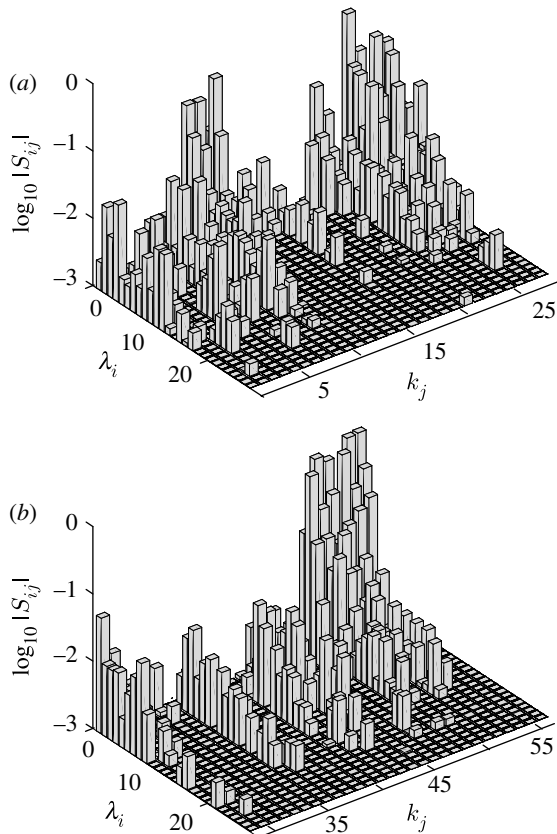 (a)
log₁₀ |Sᵢⱼ|
0
−1
−2
−3
0
10
20
λᵢ
5
15
25
kⱼ
(b)
log₁₀ |Sᵢⱼ|
0
−1
−2
−3
0
10
20
λᵢ
35
45
55
kⱼ